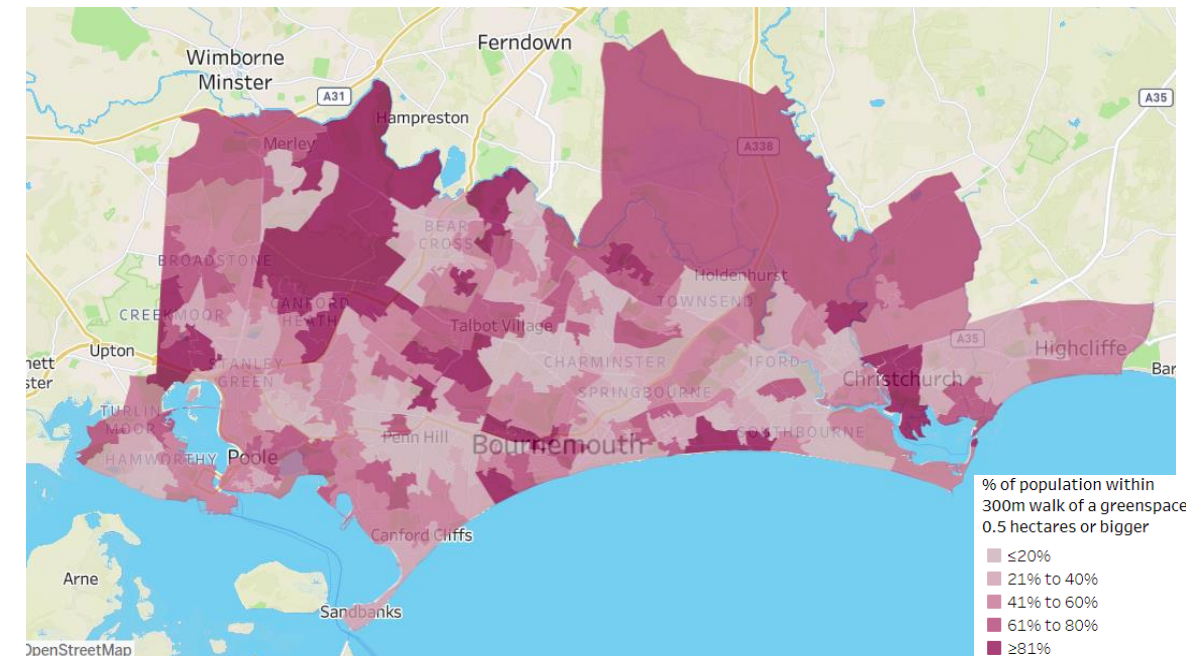 Ferndown
Wimborne
Minster
A31
A35
Hampreston
Merley
A338
BEAR
CROSS
BROADSTONE
Holdenhurst
CANFORD
HEATH
TOWNSEND
CREEKMOOR
Talbot Village
A35
Upton
Highcliffe
nett
ster
STANLEY
GREEN
CHARMINSTER
IFORD
Bar
Christchurch
SPRINGBOURNE
TURLIN
MOOR
Penn Hill
Bournemouth
SOUTHBOURNE
HAMWORTHY
Poole
Canford Cliffs
Arne
Sandbanks
OpenStreetMap
% of population within
300m walk of a greenspace
0.5 hectares or bigger
≤20%
21% to 40%
41% to 60%
61% to 80%
≥81%